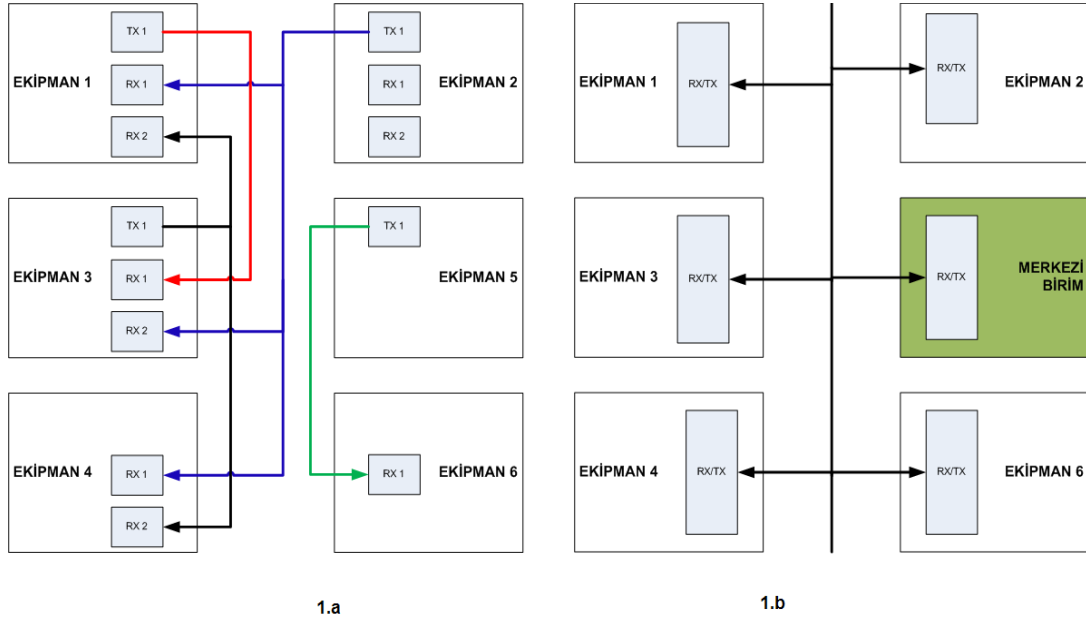 TX 1
EKİPMAN 1
RX 1
RX 2
TX 1
RX 1
EKİPMAN 2
RX 2
TX 1
EKİPMAN 3
RX 1
RX 2
TX 1
EKİPMAN 5
EKİPMAN 4
RX 1
RX 2
RX 1
EKİPMAN 6
1.a
EKİPMAN 1
RX/TX
RX/TX
EKİPMAN 2
EKİPMAN 3
RX/TX
RX/TX
MERKEZİ
BİRİM
EKİPMAN 4
RX/TX
RX/TX
EKİPMAN 6
1.b